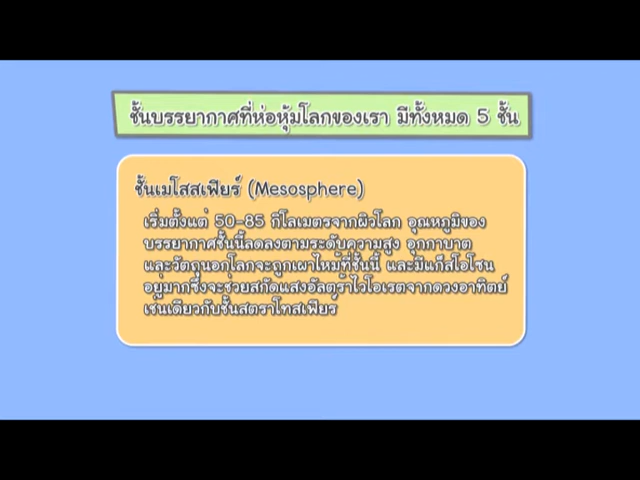 ชั้นบรรยากาศที่ห่อหุ้มโลกของเรา มีทั้งหมด 5 ชั้น
ชั้นเมโสสเฟียร์ (Mesosphere)
เริ่มตั้งแต่ 50-85 กิโลเมตรจากผิวโลก อุณหภูมิของ
บรรยากาศชั้นนี้ลดลงตามระดับความสูง อุกกาบาต
และวัตถุนอกโลกจะถูกเผาไหม้ที่ชั้นนี้ และมีแก๊สโอโซน
อยู่มากซึ่งจะช่วยสกัดแสงอัลตร้าไวโอเรตจากดวงอาทิตย์
เช่นเดียวกับชั้นสตราโทสเฟียร์